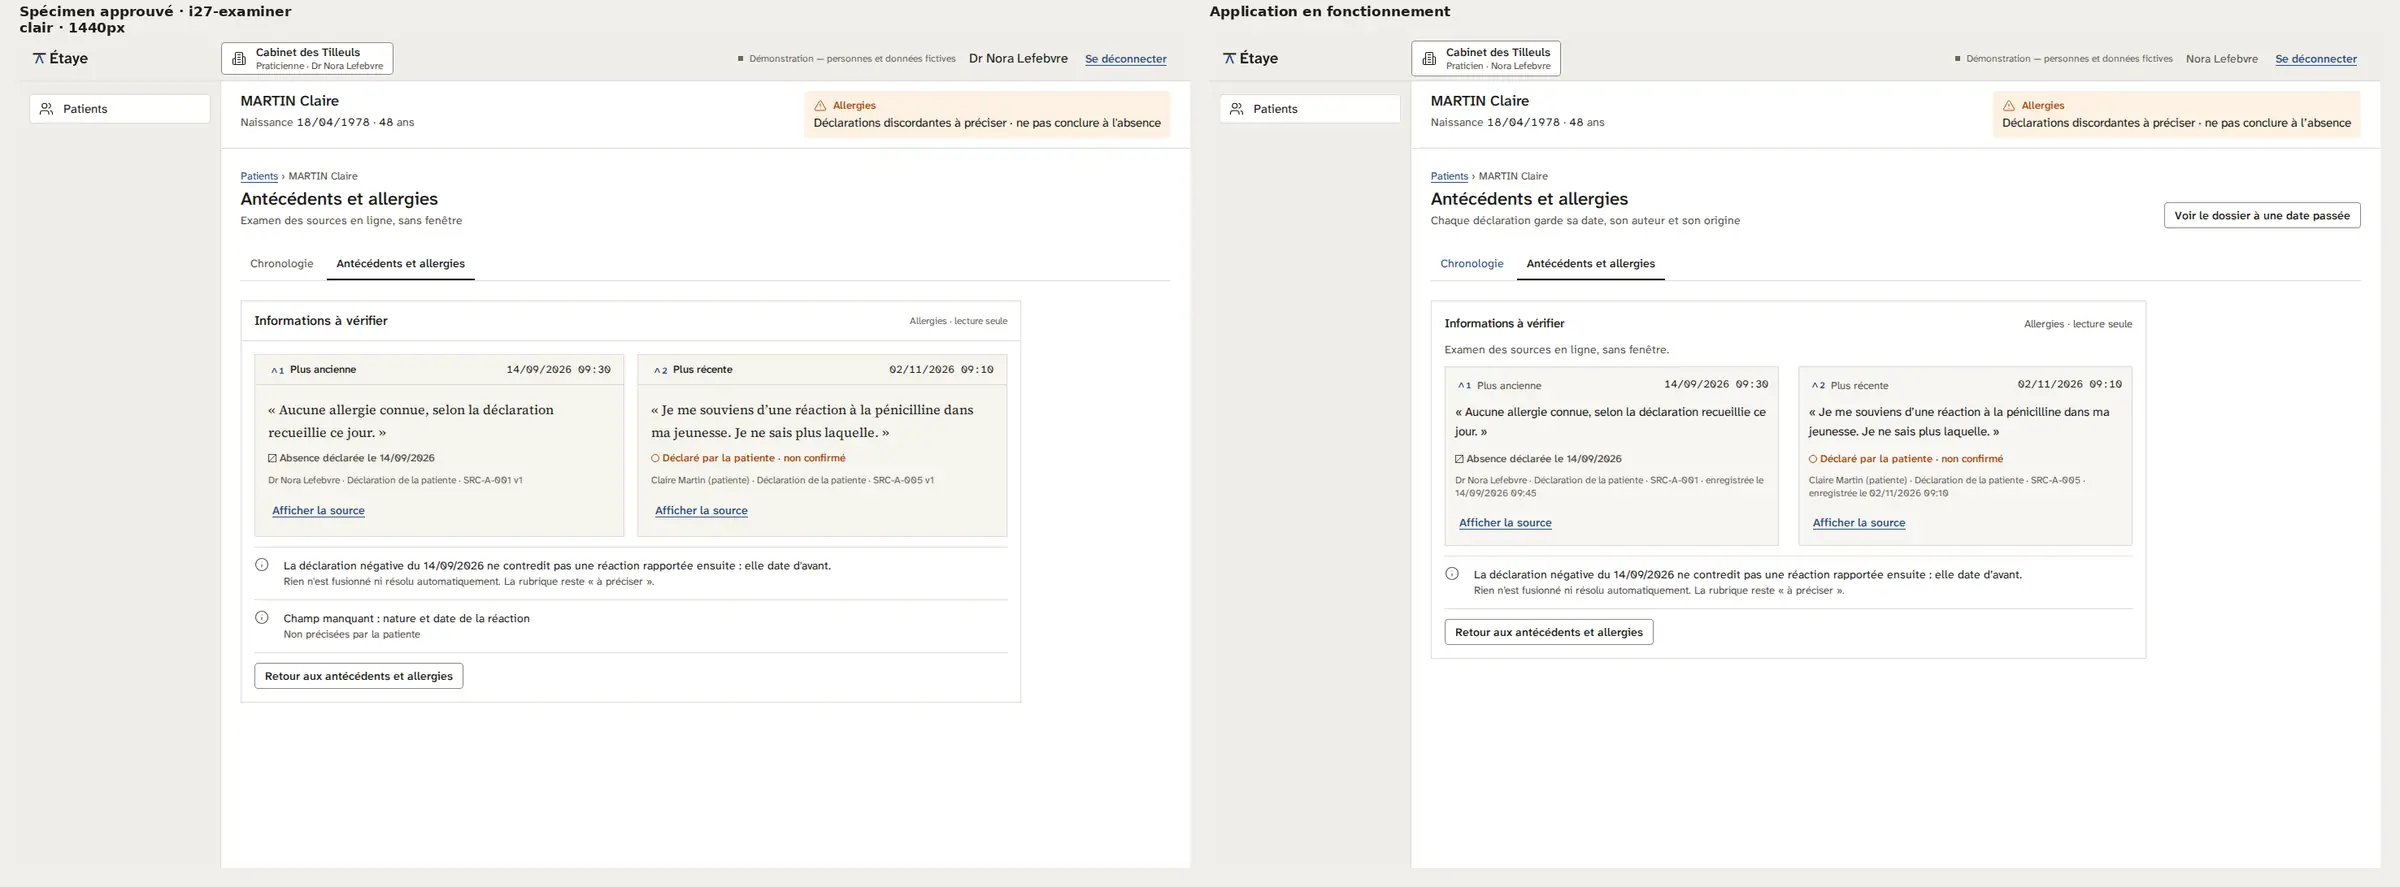 Spécimen approuvé · i27-examiner
clair · 1440px
Étaye
Cabinet des Tilleuls
Praticienne · Dr Nora Lefebvre
Démonstration — personnes et données fictives
Dr Nora Lefebvre
Se déconnecter
Patients
MARTIN Claire
Naissance 18/04/1978 · 48 ans
Allergies
Déclarations discordantes à préciser · ne pas conclure à l'absence
Patients › MARTIN Claire
Antécédents et allergies
Examen des sources en ligne, sans fenêtre
Chronologie
Antécédents et allergies
Informations à vérifier
Allergies · lecture seule
^1 Plus ancienne
14/09/2026 09:30
« Aucune allergie connue, selon la déclaration
recueillie ce jour. »
Absence déclarée le 14/09/2026
Dr Nora Lefebvre · Déclaration de la patiente · SRC-A-001 v1
Afficher la source
^2 Plus récente
02/11/2026 09:10
« Je me souviens d’une réaction à la pénicilline dans
ma jeunesse. Je ne sais plus laquelle. »
Déclaré par la patiente · non confirmé
Claire Martin (patiente) · Déclaration de la patiente · SRC-A-005 v1
Afficher la source
La déclaration négative du 14/09/2026 ne contredit pas une réaction rapportée ensuite : elle date d'avant.
Rien n'est fusionné ni résolu automatiquement. La rubrique reste « à préciser ».
Champ manquant : nature et date de la réaction
Non précisées par la patiente
Retour aux antécédents et allergies
Application en fonctionnement
Étaye
Cabinet des Tilleuls
Praticien · Nora Lefebvre
Démonstration — personnes et données fictives
Nora Lefebvre
Se déconnecter
Patients
MARTIN Claire
Naissance 18/04/1978 · 48 ans
Allergies
Déclarations discordantes à préciser · ne pas conclure à l’absence
Patients › MARTIN Claire
Antécédents et allergies
Chaque déclaration garde sa date, son auteur et son origine
Voir le dossier à une date passée
Chronologie
Antécédents et allergies
Informations à vérifier
Allergies · lecture seule
Examen des sources en ligne, sans fenêtre.
^1 Plus ancienne
14/09/2026 09:30
« Aucune allergie connue, selon la déclaration recueillie ce
jour. »
Absence déclarée le 14/09/2026
Dr Nora Lefebvre · Déclaration de la patiente · SRC-A-001 · enregistrée le
14/09/2026 09:45
Afficher la source
^2 Plus récente
02/11/2026 09:10
« Je me souviens d’une réaction à la pénicilline dans ma
jeunesse. Je ne sais plus laquelle. »
Déclaré par la patiente · non confirmé
Claire Martin (patiente) · Déclaration de la patiente · SRC-A-005 ·
enregistrée le 02/11/2026 09:10
Afficher la source
La déclaration négative du 14/09/2026 ne contredit pas une réaction rapportée ensuite : elle date d’avant.
Rien n’est fusionné ni résolu automatiquement. La rubrique reste « à préciser ».
Retour aux antécédents et allergies